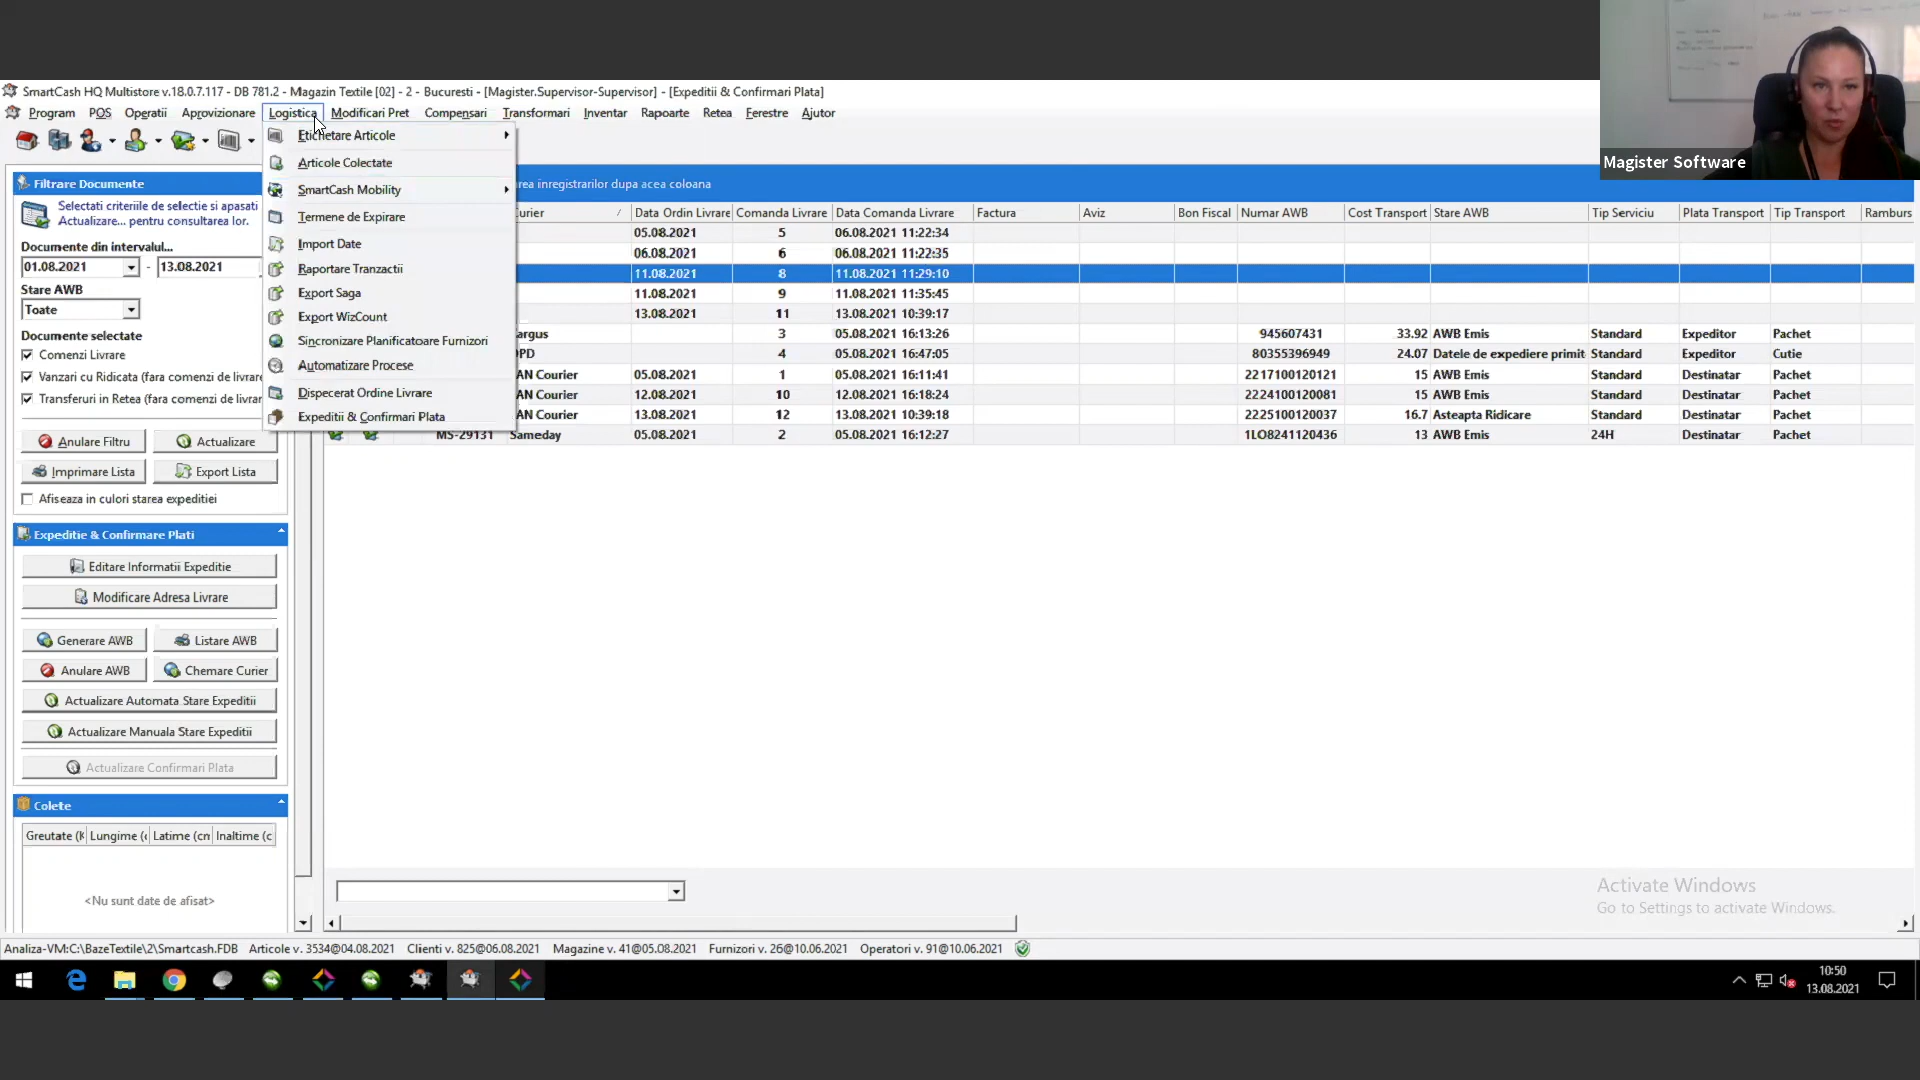 Magister Software
SmartCash HQ Multistore v.18.0.7.117 - DB 781.2 - Magazin Textile [02] - 2 - Bucuresti - [Magister.Supervisor-Supervisor] - [Expeditii & Confirmari Plata]
Program POS Operatii Aprovizionare Logistica Modificari Pret Compensari Transformari Inventar Rapoarte Retea Ferestre Ajutor
Etichetare Articole
Articole Colectate
SmartCash Mobility
Termene de Expirare
Import Date
Raportare Tranzactii
Export Saga
Export WizCount
Sincronizare Planificatoare Furnizori
Automatizare Procese
Dispecerat Ordine Livrare
Expeditii & Confirmari Plata
Filtrare Documente
Selectati criteriile de selectie si apasati
Actualizare... pentru consultarea lor.
Documente din intervalul...
01.08.2021 - 13.08.2021
Stare AWB
Toate
Documente selectate
Comenzi Livrare
Vanzari cu Ridicata (fara comenzi de livrare
Transferuri in Retea (fara comenzi de livrar
Anulare Filtru Actualizare
Imprimare Lista Export Lista
Afiseaza in culori starea expeditiei
Expeditie & Confirmare Plati
Editare Informatii Expeditie
Modificare Adresa Livrare
Generare AWB Listare AWB
Anulare AWB Chemare Curier
Actualizare Automata Stare Expeditii
Actualizare Manuala Stare Expeditii
Actualizare Confirmari Plata
Colete
Greutate (K Lungime (c Latime (cm Inaltime (c
<Nu sunt date de afisat>
rea inregistrarilor dupa acea coloana
urier Data Ordin Livrare Comanda Livrare Data Comanda Livrare Factura Aviz Bon Fiscal Numar AWB Cost Transport Stare AWB Tip Serviciu Plata Transport Tip Transport Ramburs
05.08.2021 5 06.08.2021 11:22:34
06.08.2021 6 06.08.2021 11:22:35
11.08.2021 8 11.08.2021 11:29:10
11.08.2021 9 11.08.2021 11:35:45
13.08.2021 11 13.08.2021 10:39:17
argus 3 05.08.2021 16:13:26 945607431 33.92 AWB Emis Standard Expeditor Pachet
PD 4 05.08.2021 16:47:05 80355396949 24.07 Datele de expediere primit Standard Expeditor Cutie
AN Courier 05.08.2021 1 05.08.2021 16:11:41 2217100120121 15 AWB Emis Standard Destinatar Pachet
AN Courier 12.08.2021 10 12.08.2021 16:18:24 2224100120081 15 AWB Emis Standard Destinatar Pachet
AN Courier 13.08.2021 12 13.08.2021 10:39:18 2225100120037 16.7 Asteapta Ridicare Standard Destinatar Pachet
MS-29131 Sameday 05.08.2021 2 05.08.2021 16:12:27 1LO8241120436 13 AWB Emis 24H Destinatar Pachet
Activate Windows
Go to Settings to activate Windows.
Analiza-VM:C:\BazeTextile\2\Smartcash.FDB Articole v. 3534@04.08.2021 Clienti v. 825@06.08.2021 Magazine v. 41@05.08.2021 Furnizori v. 26@10.06.2021 Operatori v. 91@10.06.2021
10:50
13.08.2021